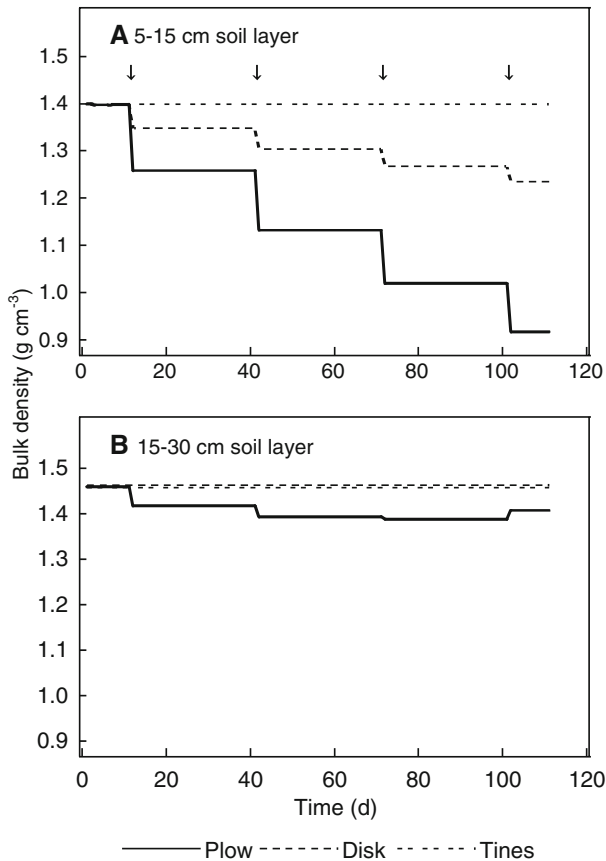 A 5-15 cm soil layer
1.5
1.4
1.3
1.2
1.1
1.0
0.9
0 20 40 60 80 100 120
Bulk density (g cm-3)
B 15-30 cm soil layer
1.5
1.4
1.3
1.2
1.1
1.0
0.9
0 20 40 60 80 100 120
Time (d)
Plow Disk Tines